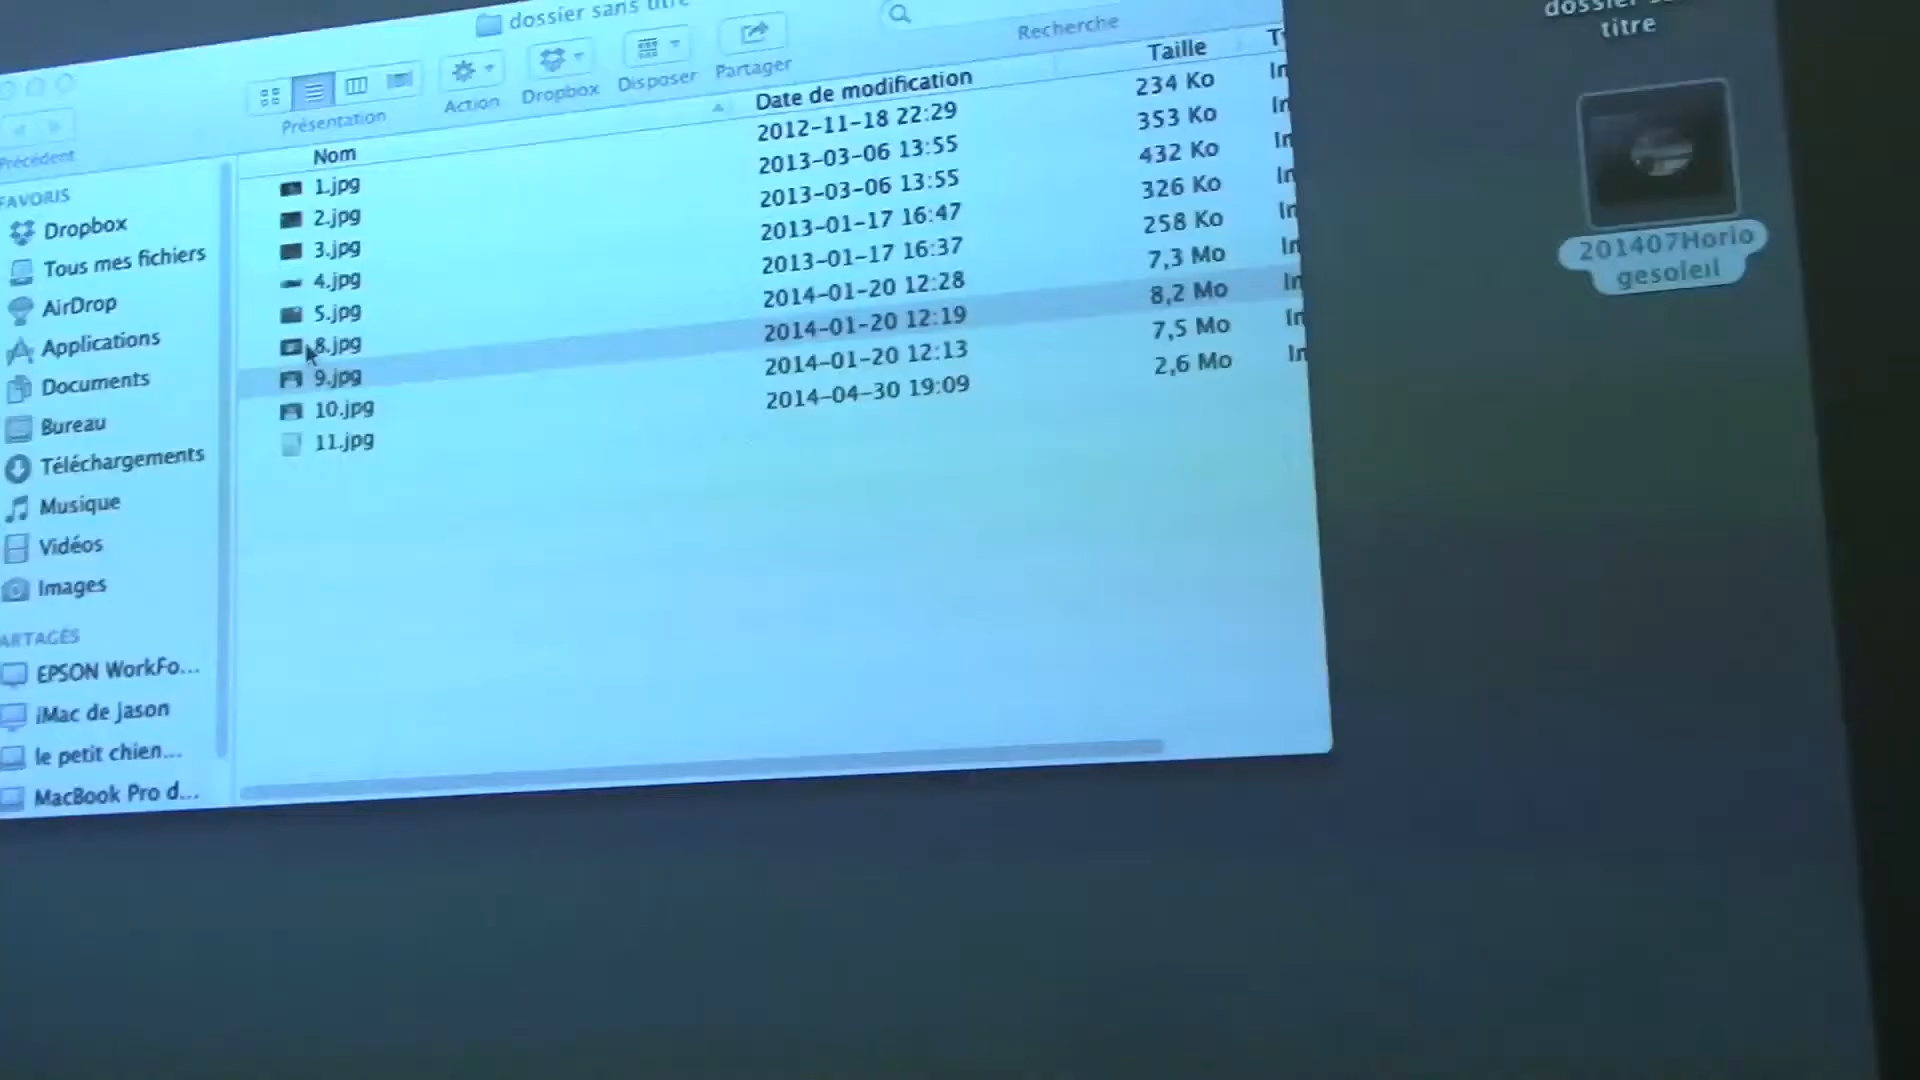 dossier sans titre
Recherche
Présentation
Action
Dropbox
Disposer
Partager
Précédent
FAVORIS
Dropbox
Tous mes fichiers
AirDrop
Applications
Documents
Bureau
Téléchargements
Musique
Vidéos
Images
ARTAGÉS
EPSON WorkFo...
iMac de Jason
le petit chien...
MacBook Pro d...
Nom Date de modification Taille
1.jpg 2012-11-18 22:29 234 Ko
2.jpg 2013-03-06 13:55 353 Ko
3.jpg 2013-03-06 13:55 432 Ko
4.jpg 2013-01-17 16:47 326 Ko
5.jpg 2013-01-17 16:37 258 Ko
8.jpg 2014-01-20 12:28 7,3 Mo
9.jpg 2014-01-20 12:19 8,2 Mo
10.jpg 2014-01-20 12:13 7,5 Mo
11.jpg 2014-04-30 19:09 2,6 Mo
dossier
titre
201407Horlo
gesoleil